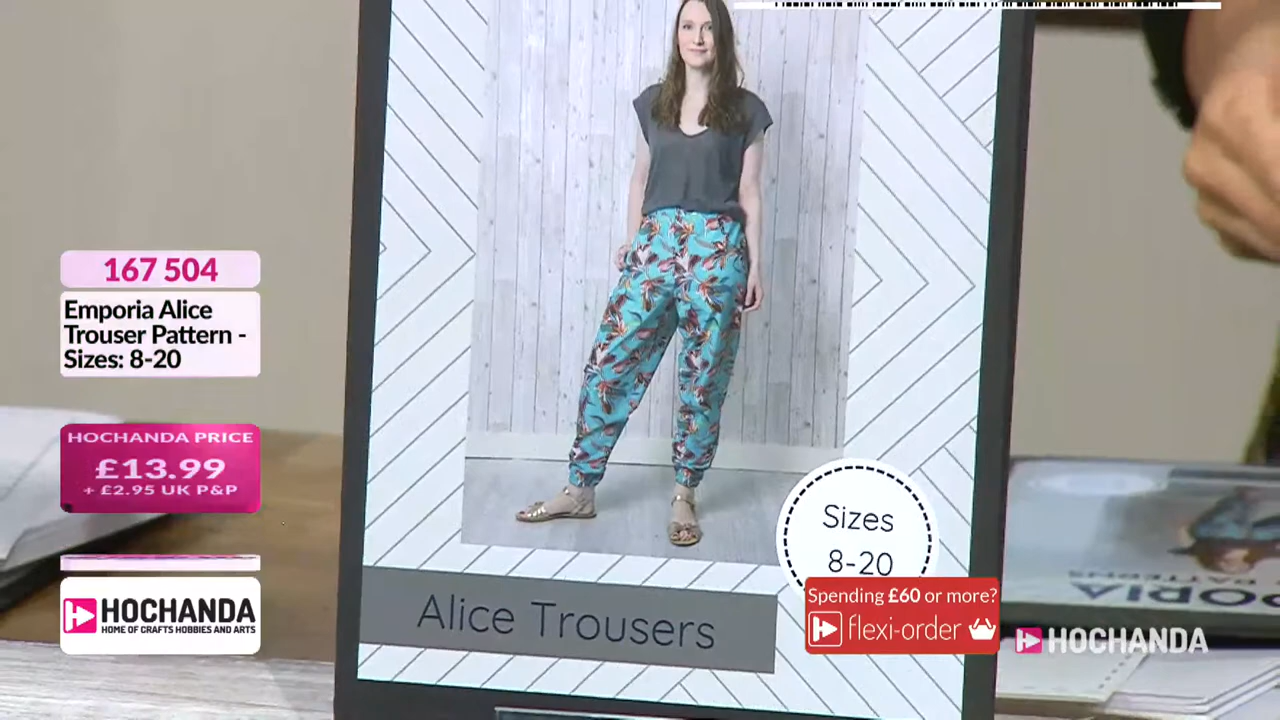 167 504
Emporia Alice
Trouser Pattern -
Sizes: 8-20
HOCHANDA PRICE
£13.99
+ £2.95 UK P&P
HOCHANDA
HOME OF CRAFTS HOBBIES AND ARTS
Sizes
8-20
Alice Trousers
Spending £60 or more?
flexi-order
HOCHANDA